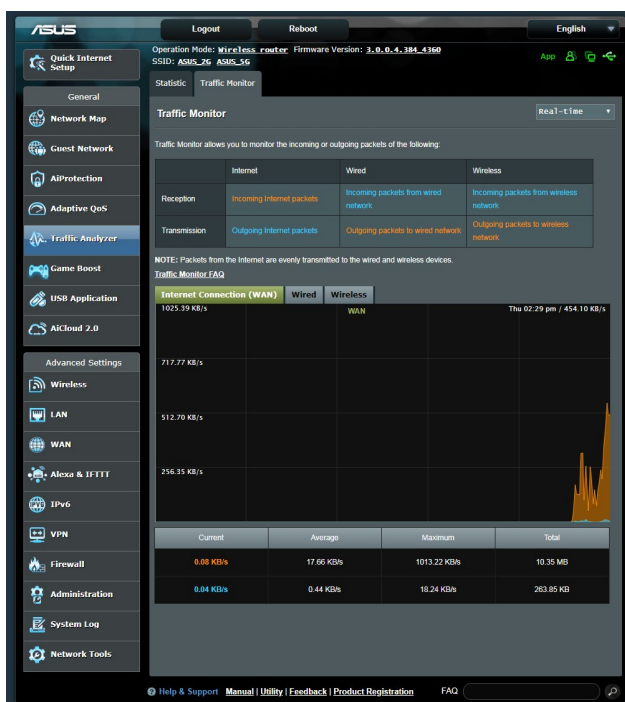 ASUS
Logout
Reboot
English
Quick Internet
Setup
General
Network Map
Guest Network
AiProtection
Adaptive QoS
Traffic Analyzer
Game Boost
USB Application
AiCloud 2.0
Advanced Settings
Wireless
LAN
WAN
Alexa & IFTTT
IPv6
VPN
Firewall
Administration
System Log
Network Tools
Operation Mode: Wireless router Firmware Version: 3.0.0.4.384_4360
SSID: ASUS_2G ASUS_5G
App
Statistic Traffic Monitor
Traffic Monitor
Real-time
Traffic Monitor allows you to monitor the incoming or outgoing packets of the following:
Internet Wired Wireless
Reception Incoming Internet packets Incoming packets from wired network Incoming packets from wireless network
Transmission Outgoing Internet packets Outgoing packets to wired network Outgoing packets to wireless network
NOTE: Packets from the Internet are evenly transmitted to the wired and wireless devices.
Traffic Monitor FAQ
Internet Connection (WAN) Wired Wireless
1025.39 KB/s WAN Thu 02:29 pm / 454.10 KB/s
717.77 KB/s
512.70 KB/s
256.35 KB/s
Current Average Maximum Total
0.08 KB/s 17.66 KB/s 1013.22 KB/s 10.35 MB
0.04 KB/s 0.44 KB/s 18.24 KB/s 263.85 KB
Help & Support Manual | Utility | Feedback | Product Registration FAQ